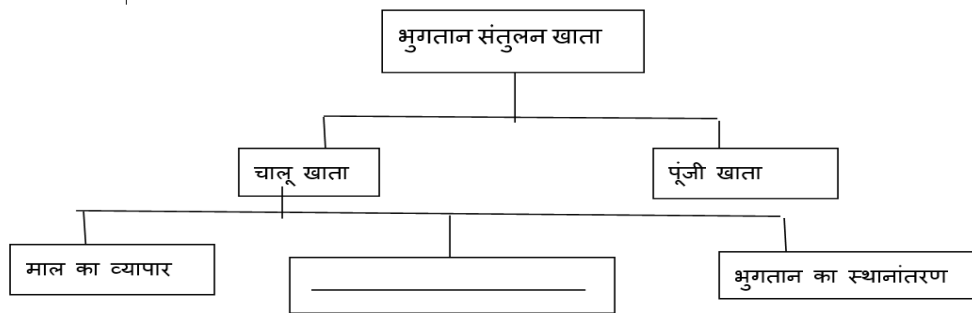 भुगतान संतुलन खाता
चालू खाता
पूंजी खाता
माल का व्यापार
भुगतान का स्थानांतरण